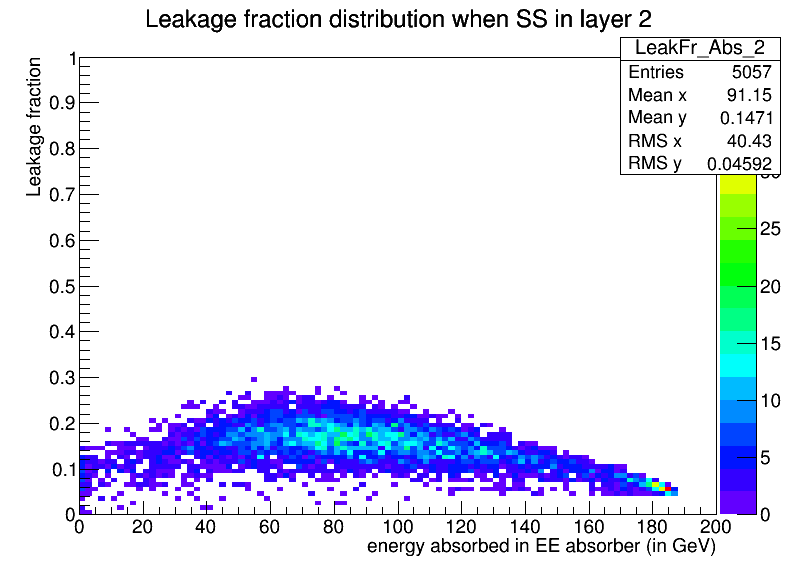 Leakage fraction distribution when SS in layer 2
LeakFr_Abs_2
Entries 5057
Mean x 91.15
Mean y 0.1471
RMS x 40.43
RMS y 0.04592
Leakage fraction
1
0.9
0.8
0.7
0.6
0.5
0.4
0.3
0.2
0.1
0
0 20 40 60 80 100 120 140 160 180 200
energy absorbed in EE absorber (in GeV)
25
20
15
10
5
0